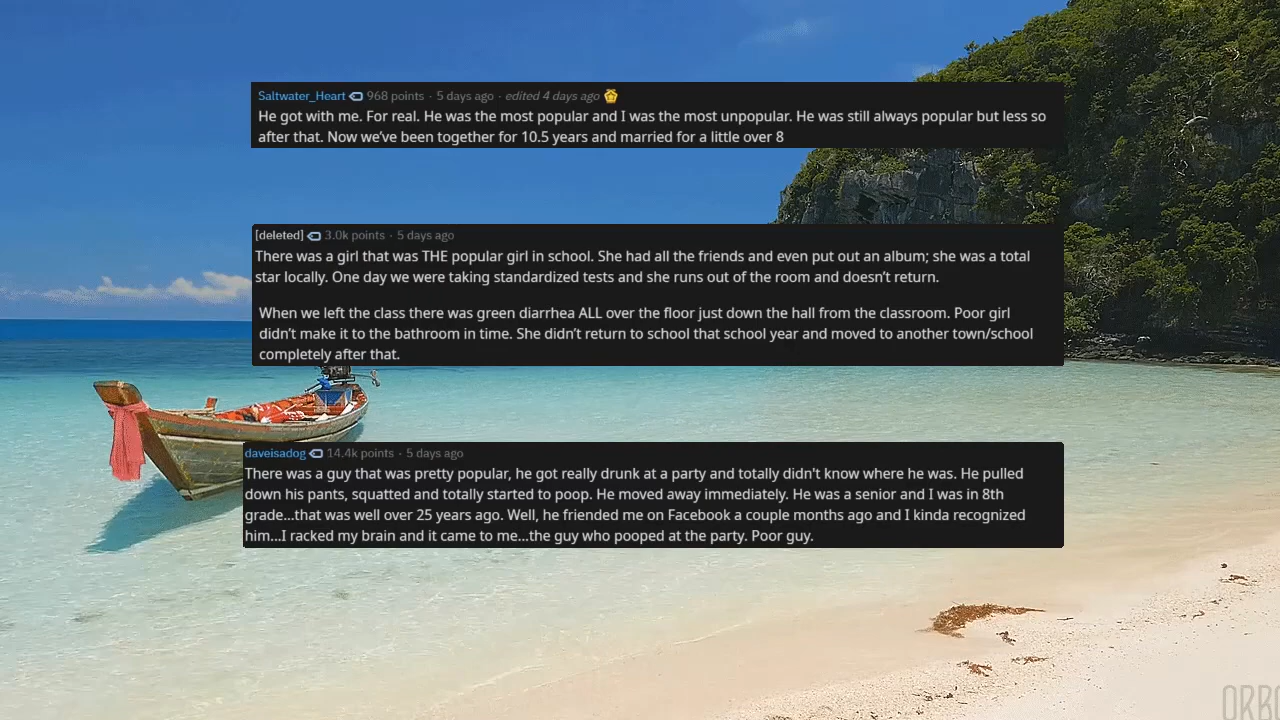 Saltwater_Heart 968 points · 5 days ago · edited 4 days ago
He got with me. For real. He was the most popular and I was the most unpopular. He was still always popular but less so
after that. Now we’ve been together for 10.5 years and married for a little over 8
[deleted] 3.0k points · 5 days ago
There was a girl that was THE popular girl in school. She had all the friends and even put out an album; she was a total
star locally. One day we were taking standardized tests and she runs out of the room and doesn’t return.
When we left the class there was green diarrhea ALL over the floor just down the hall from the classroom. Poor girl
didn’t make it to the bathroom in time. She didn’t return to school that school year and moved to another town/school
completely after that.
daveisadog 14.4k points · 5 days ago
There was a guy that was pretty popular, he got really drunk at a party and totally didn't know where he was. He pulled
down his pants, squatted and totally started to poop. He moved away immediately. He was a senior and I was in 8th
grade...that was well over 25 years ago. Well, he friended me on Facebook a couple months ago and I kinda recognized
him...I racked my brain and it came to me...the guy who pooped at the party. Poor guy.